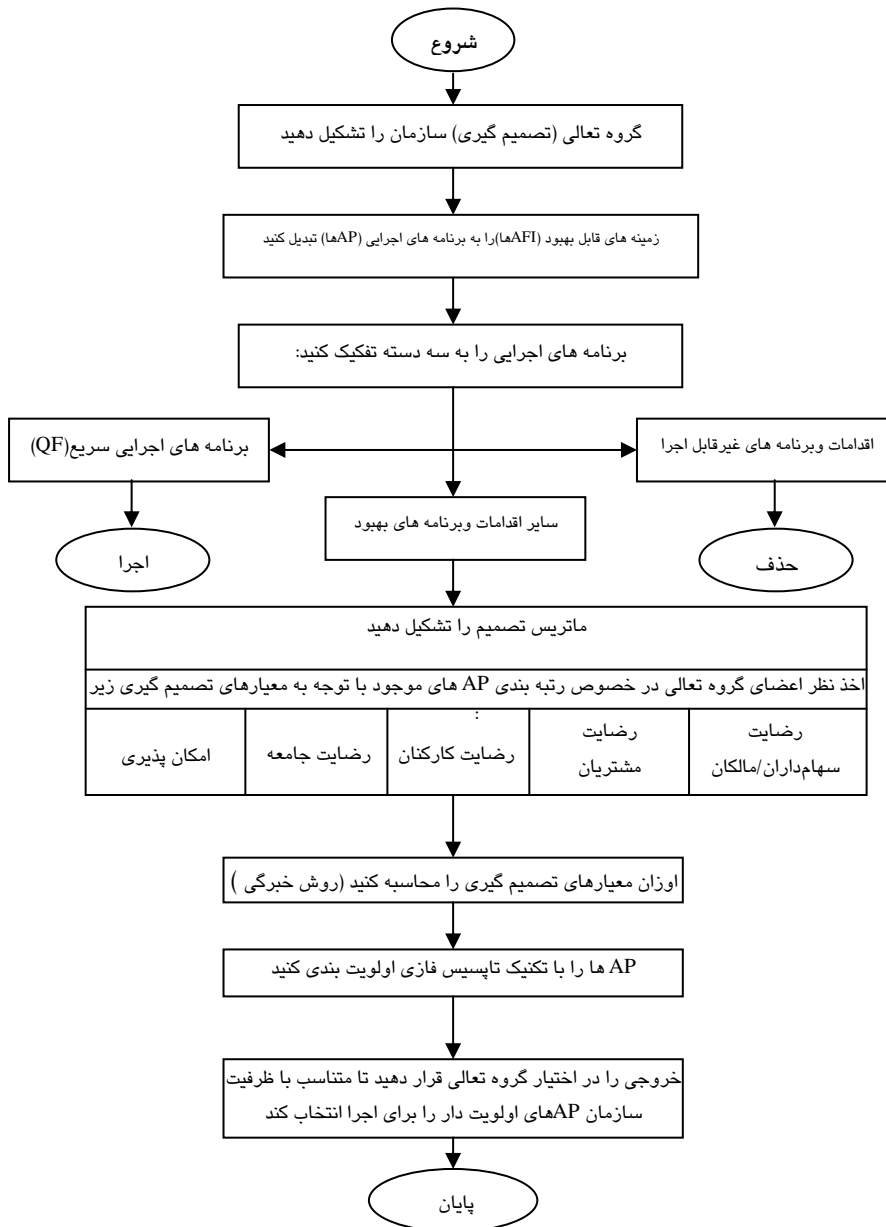 شروع
گروه تعالی (تصمیم گیری) سازمان را تشکیل دهید
زمینه های قابل بهبود (AFIها)را به برنامه های اجرایی (APها) تبدیل کنید
برنامه های اجرایی را به سه دسته تفکیک کنید:
اقدامات وبرنامه های غیرقابل اجرا
برنامه های اجرایی سریع(QF)
سایر اقدامات وبرنامه های بهبود
حذف
اجرا
ماتریس تصمیم را تشکیل دهید
اخذ نظر اعضای گروه تعالی در خصوص رتبه بندی AP های موجود با توجه به معیارهای تصمیم گیری زیر
:
رضایت
سهام‌داران/مالکان
رضایت
مشتریان
رضایت کارکنان
رضایت جامعه
امکان پذیری
اوزان معیارهای تصمیم گیری را محاسبه کنید (روش خبرگی )
AP ها را با تکنیک تاپسیس فازی اولویت بندی کنید
خروجی را در اختیار گروه تعالی قرار دهید تا متناسب با ظرفیت
سازمان APهای اولویت دار را برای اجرا انتخاب کند
پایان